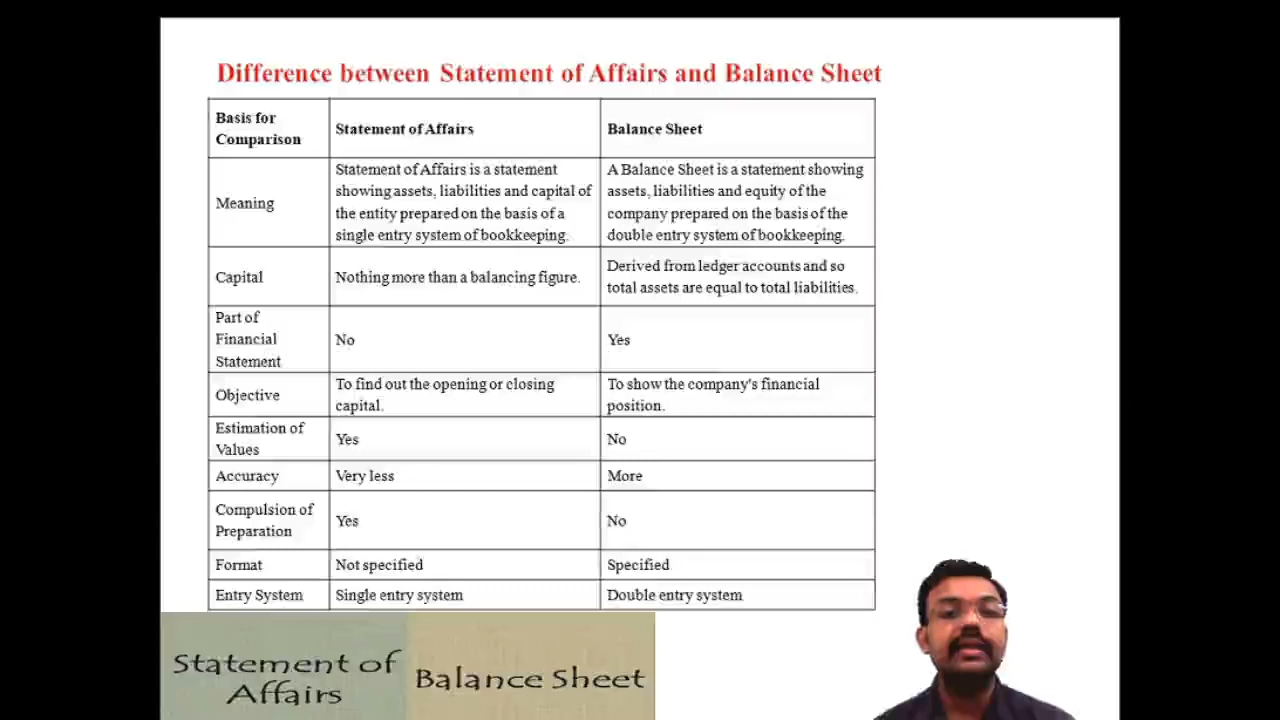 Difference between Statement of Affairs and Balance Sheet
Basis for
Comparison
Statement of Affairs
Balance Sheet
Meaning
Statement of Affairs is a statement
showing assets, liabilities and capital of
the entity prepared on the basis of a
single entry system of bookkeeping.
A Balance Sheet is a statement showing
assets, liabilities and equity of the
company prepared on the basis of the
double entry system of bookkeeping.
Capital
Nothing more than a balancing figure.
Derived from ledger accounts and so
total assets are equal to total liabilities.
Part of
Financial
Statement
No
Yes
Objective
To find out the opening or closing
capital.
To show the company's financial
position.
Estimation of
Values
Yes
No
Accuracy
Very less
More
Compulsion of
Preparation
Yes
No
Format
Not specified
Specified
Entry System
Single entry system
Double entry system
Statement of
Affairs
Balance Sheet